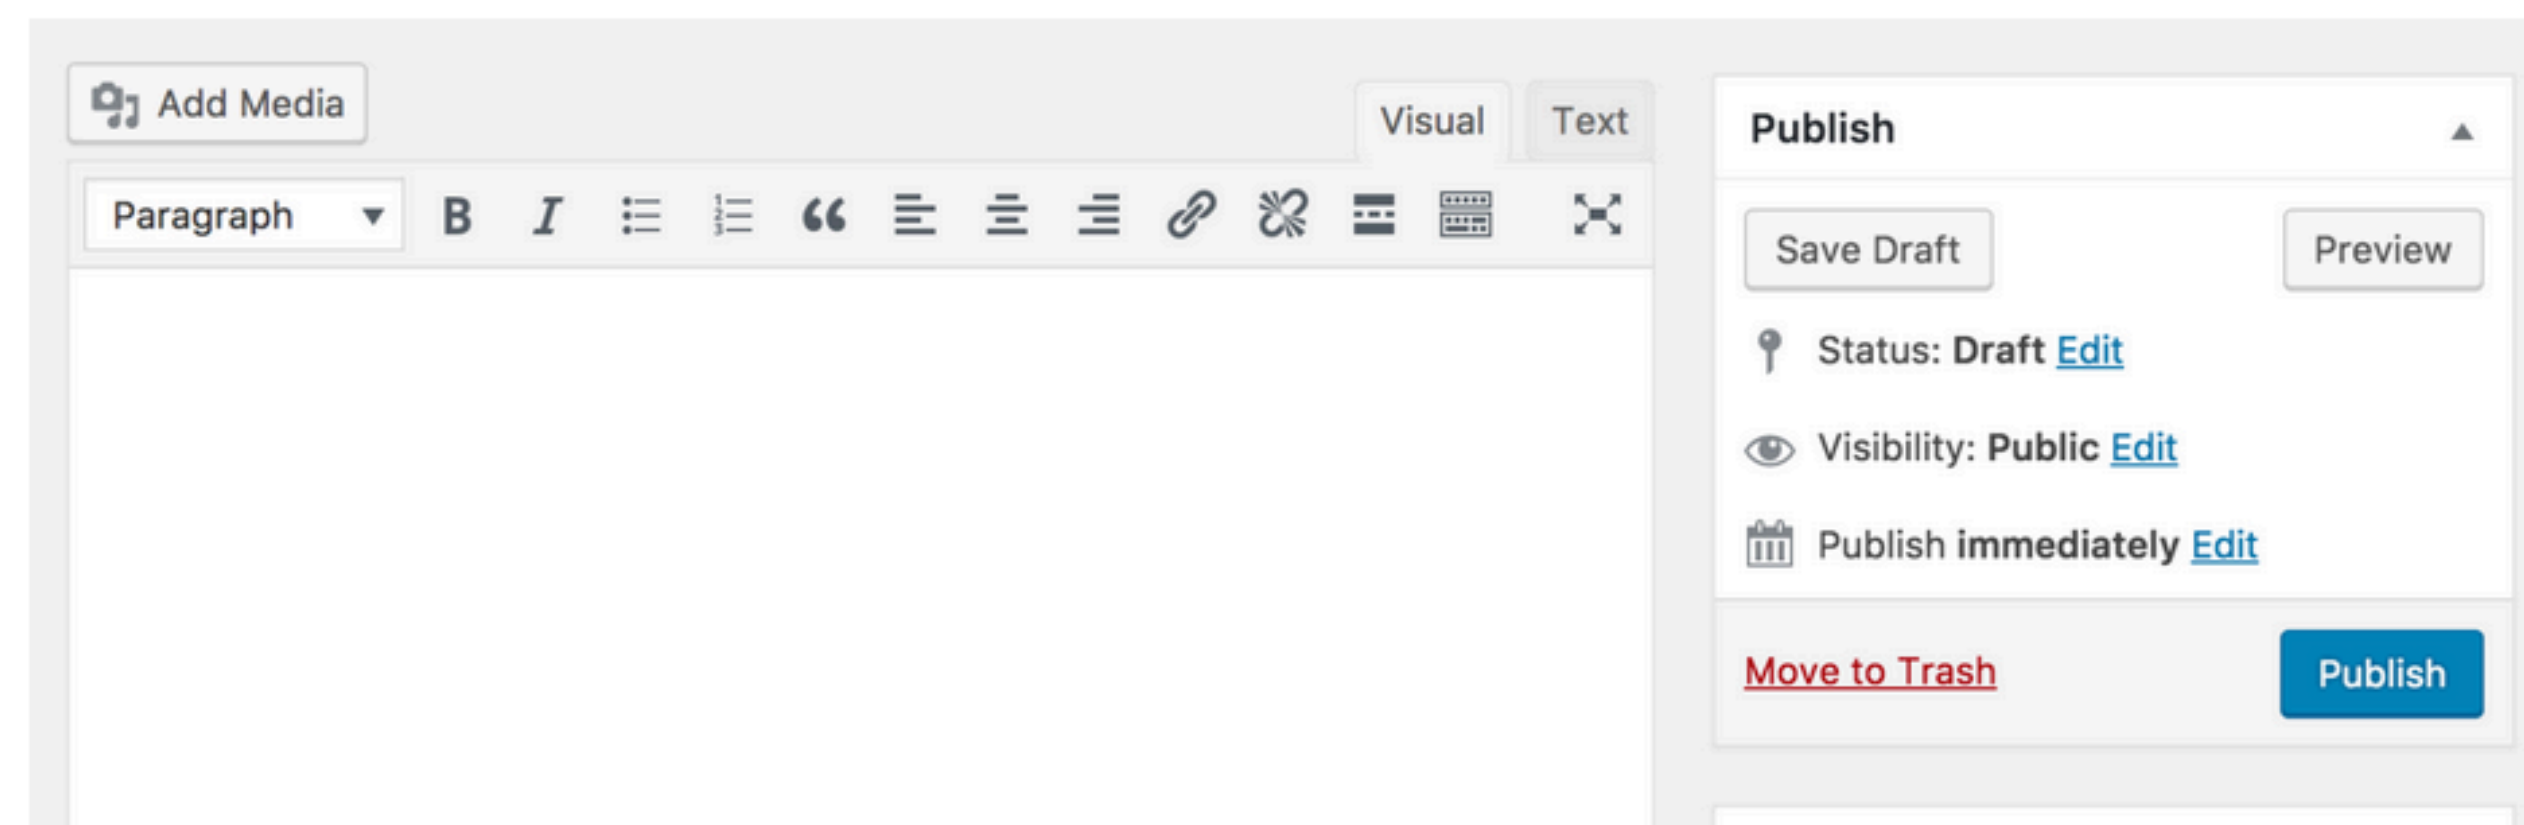 Add Media
Visual Text
Paragraph
Publish
Save Draft Preview
Status: Draft Edit
Visibility: Public Edit
Publish immediately Edit
Move to Trash Publish